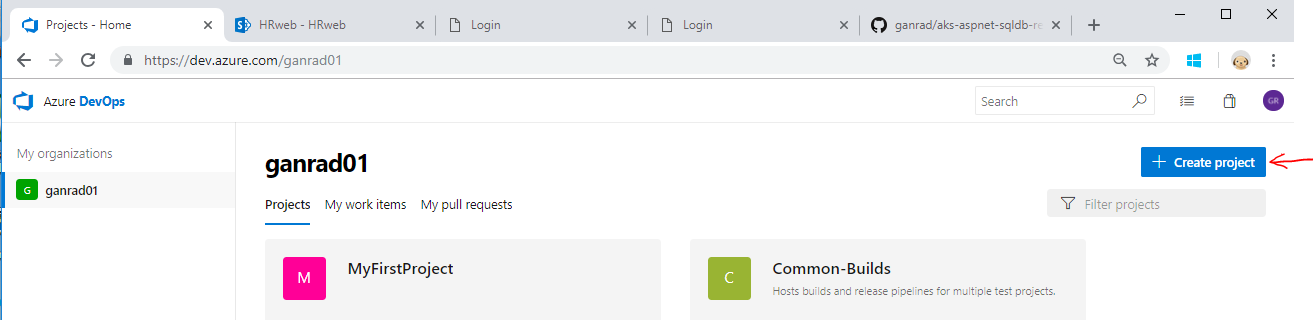 Projects - Home
HRweb - HRweb
Login
Login
ganrad/aks-aspnet-sqldb-re
https://dev.azure.com/ganrad01
Azure DevOps
Search
GR
My organizations
G ganrad01
ganrad01
Create project
Projects My work items My pull requests
Filter projects
M MyFirstProject
C Common-Builds
Hosts builds and release pipelines for multiple test projects.